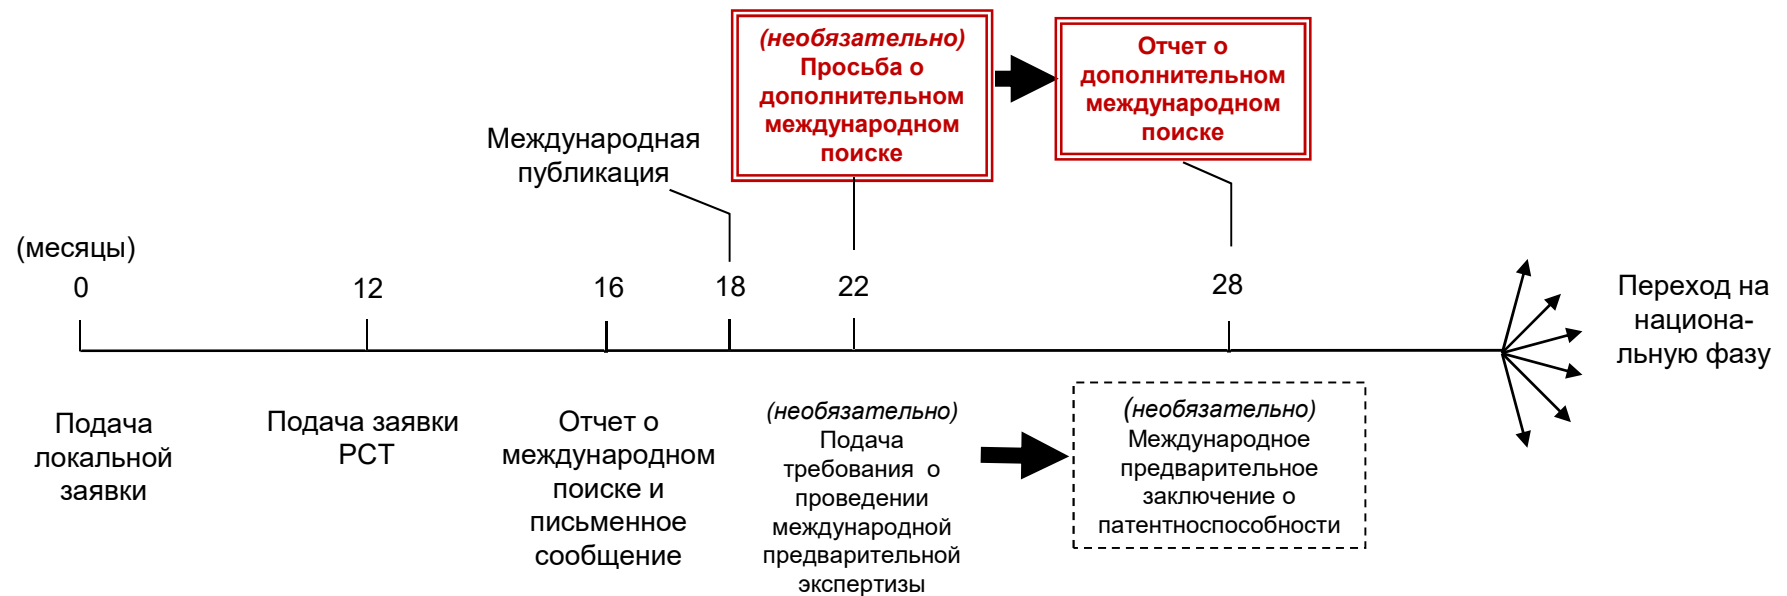 (необязательно)
Просьба о
дополнительном
международном
поиске
Отчет о
дополнительном
международном
поиске
Международная
публикация
(месяцы)
0
12
16
18
22
28
Переход на
национа-
льную фазу
Подача
локальной
заявки
Подача заявки
PCT
Отчет о
международном
поиске и
письменное
сообщение
(необязательно)
Подача
требования о
проведении
международной
предварительной
экспертизы
(необязательно)
Международное
предварительное
заключение о
патентноспособности